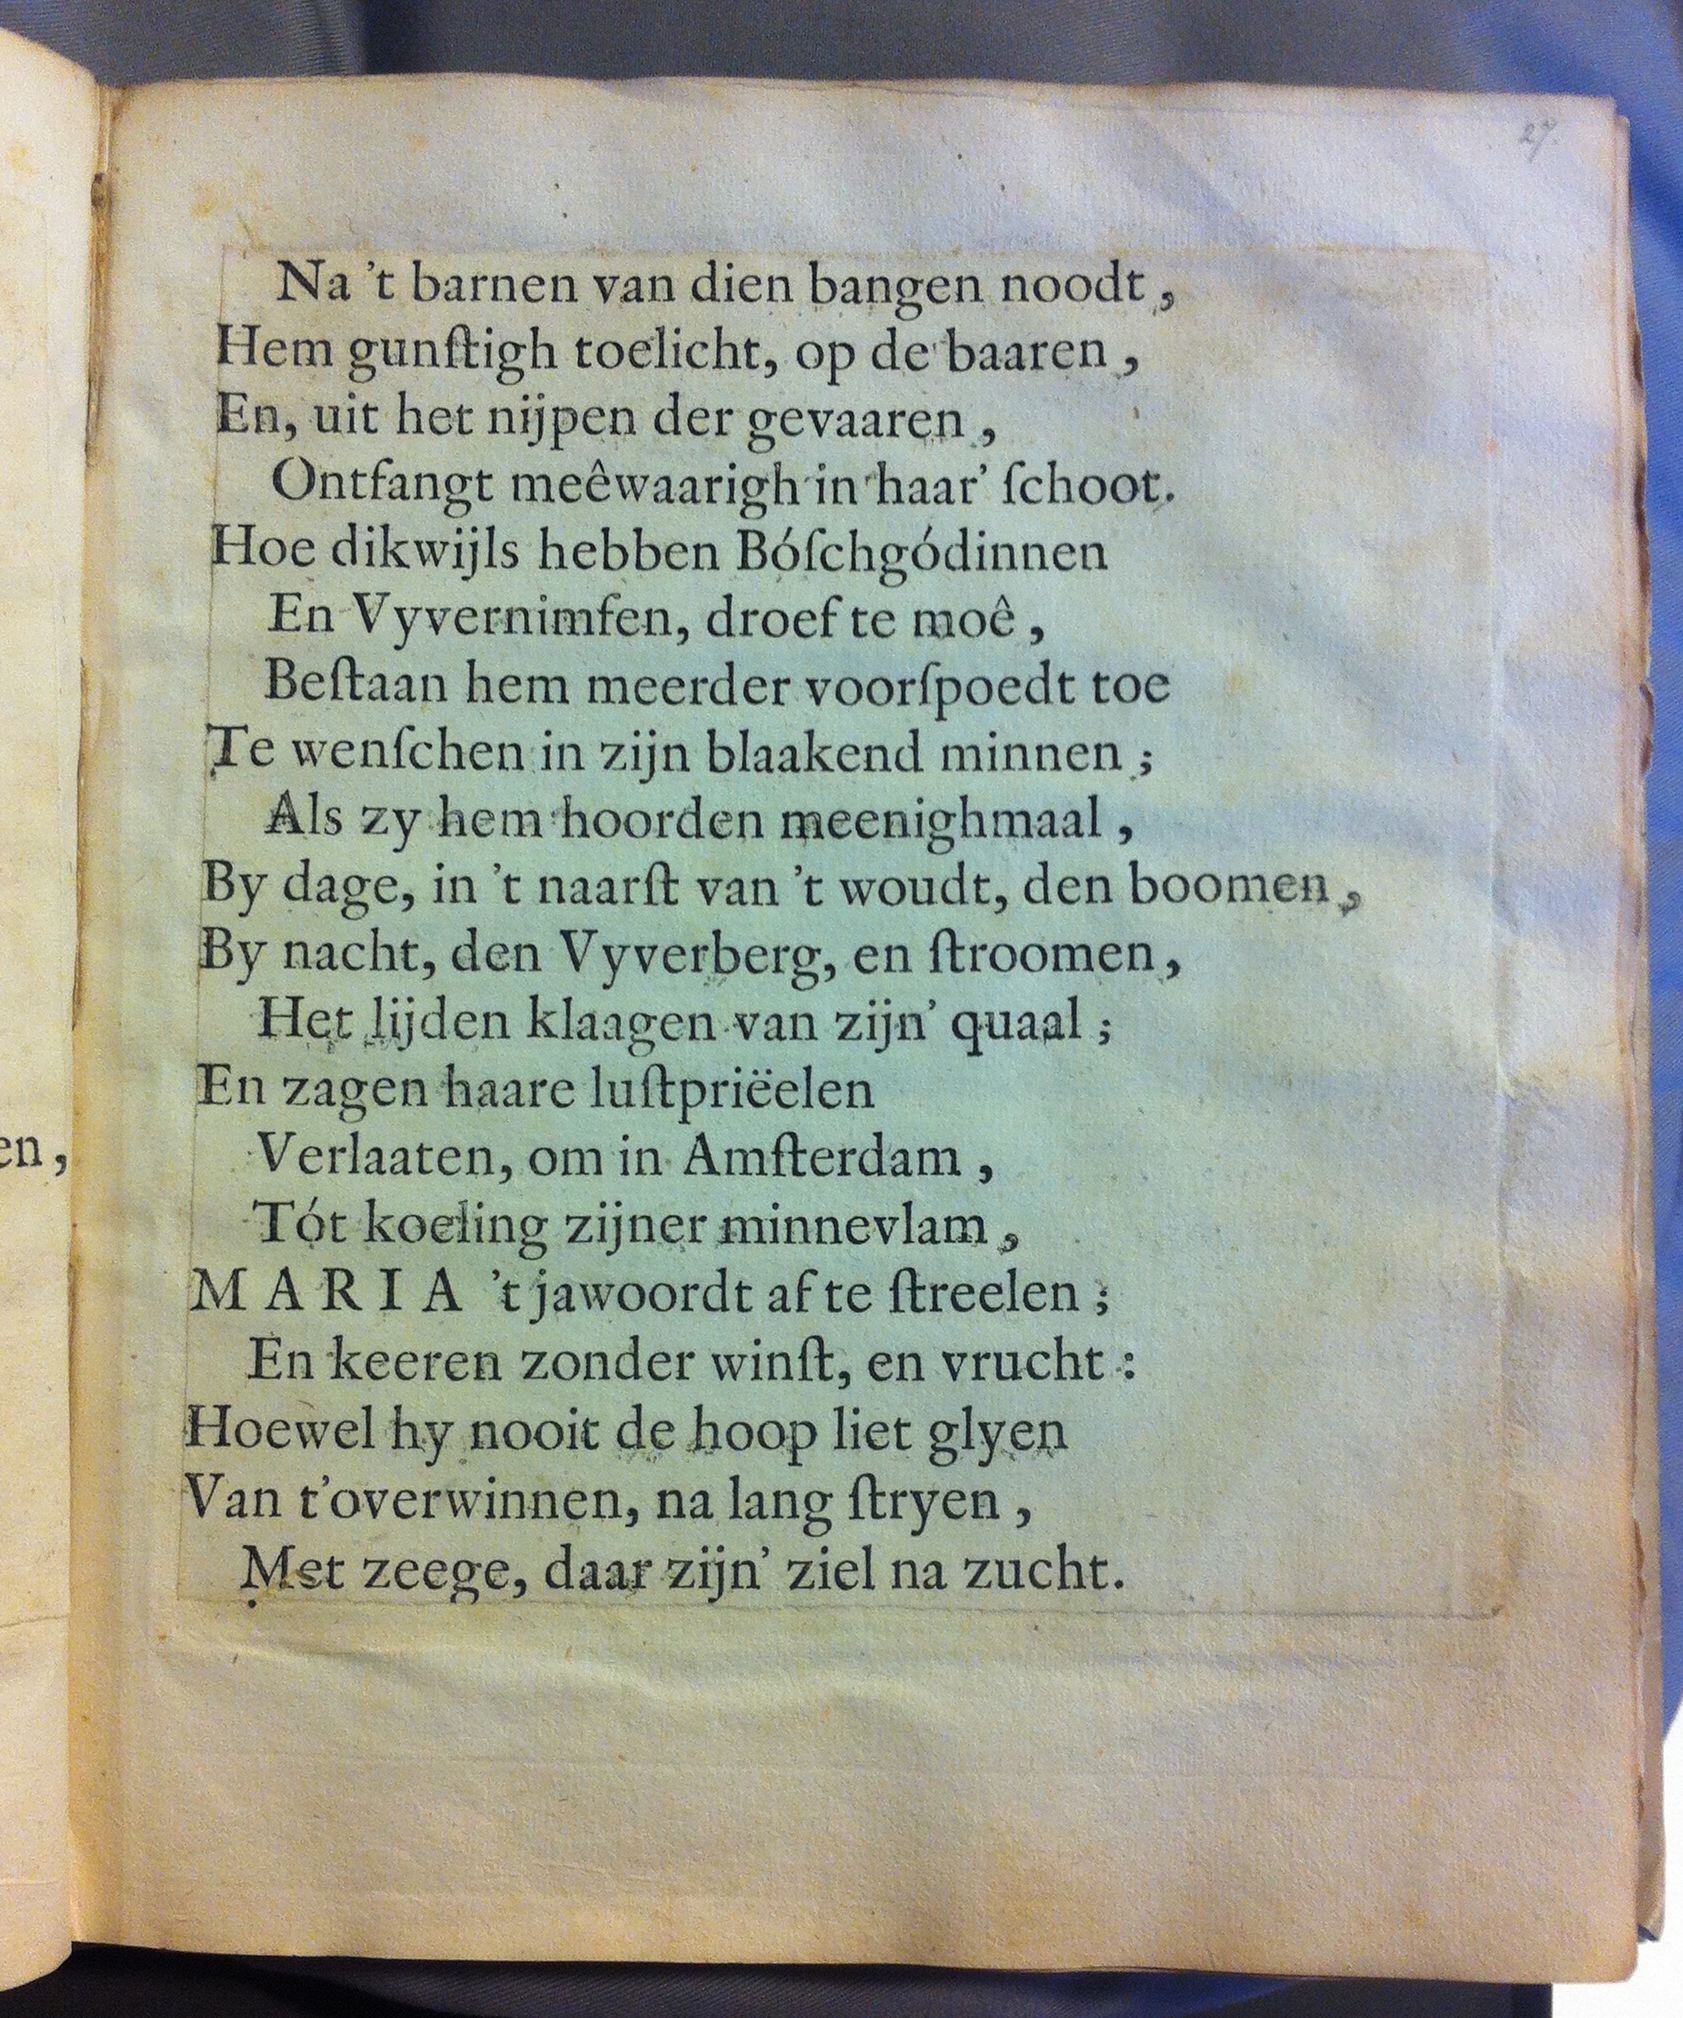 27.
Na 't barnen van dien bangen noodt,
Hem gunſtigh toelicht, op de baaren,
En, uit het nijpen der gevaaren,
Ontfangt meêwaarigh in haar' ſchoot.
Hoe dikwijls hebben Bóſchgódinnen
En Vyvernimfen, droef te moê,
Beſtaan hem meerder voorſpoedt toe
Te wenſchen in zijn blaakend minnen;
Als zy hem hoorden meenighmaal,
By dage, in 't naarſt van 't woudt, den boomen,
By nacht, den Vyverberg, en ſtroomen,
Het lijden klaagen van zijn' quaal;
En zagen haare luſtpriëelen
Verlaaten, om in Amſterdam,
Tót koeling zijner minnevlam,
MARIA 't jawoordt af te ſtreelen;
En keeren zonder winſt, en vrucht:
Hoewel hy nooit de hoop liet glyen
Van t'overwinnen, na lang ſtryen,
Met zeege, daar zijn' ziel na zucht.
en,